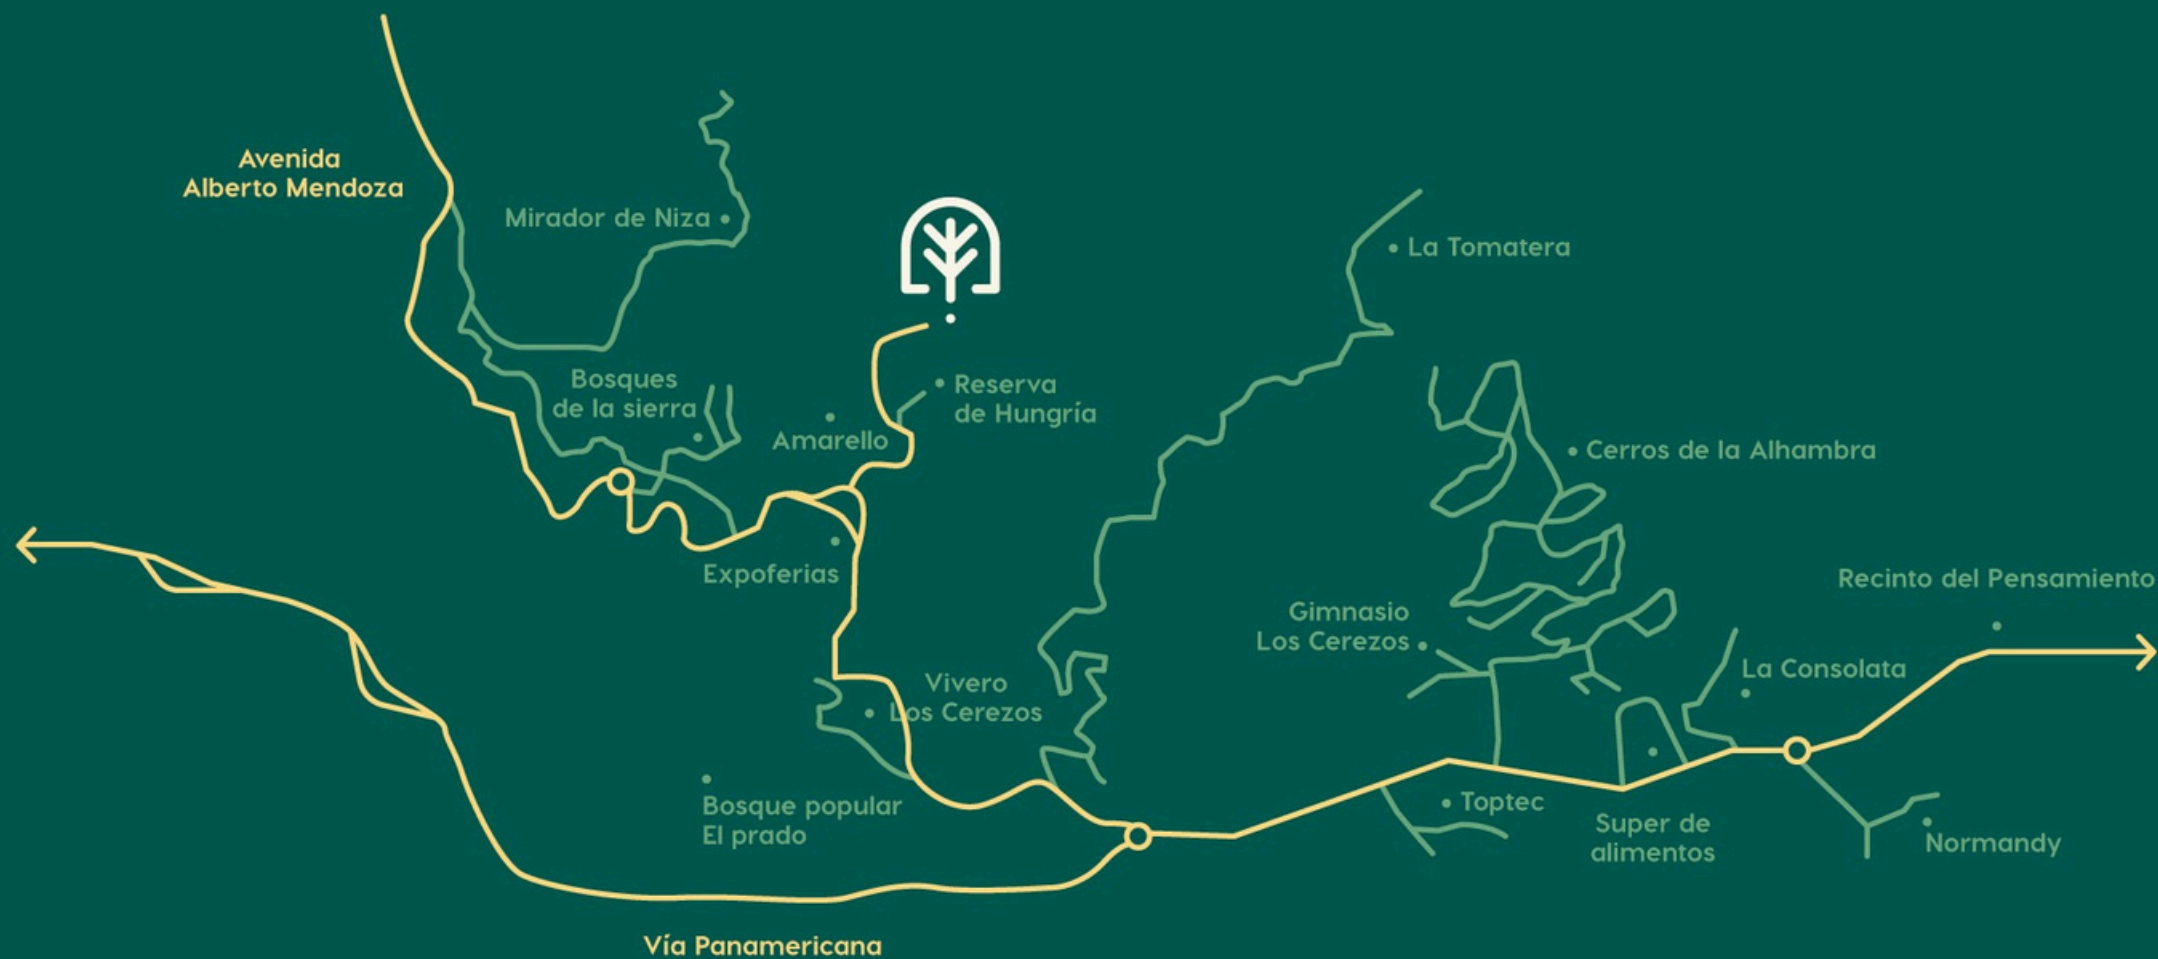 Avenida
Alberto Mendoza
Mirador de Niza
La Tomatera
Bosques
de la sierra
Reserva
de Hungría
Amarello
Cerros de la Alhambra
Expoferias
Recinto del Pensamiento
Gimnasio
Los Cerezos
La Consolata
Vivero
Los Cerezos
Bosque popular
El prado
Toptec
Super de
alimentos
Normandy
Vía Panamericana